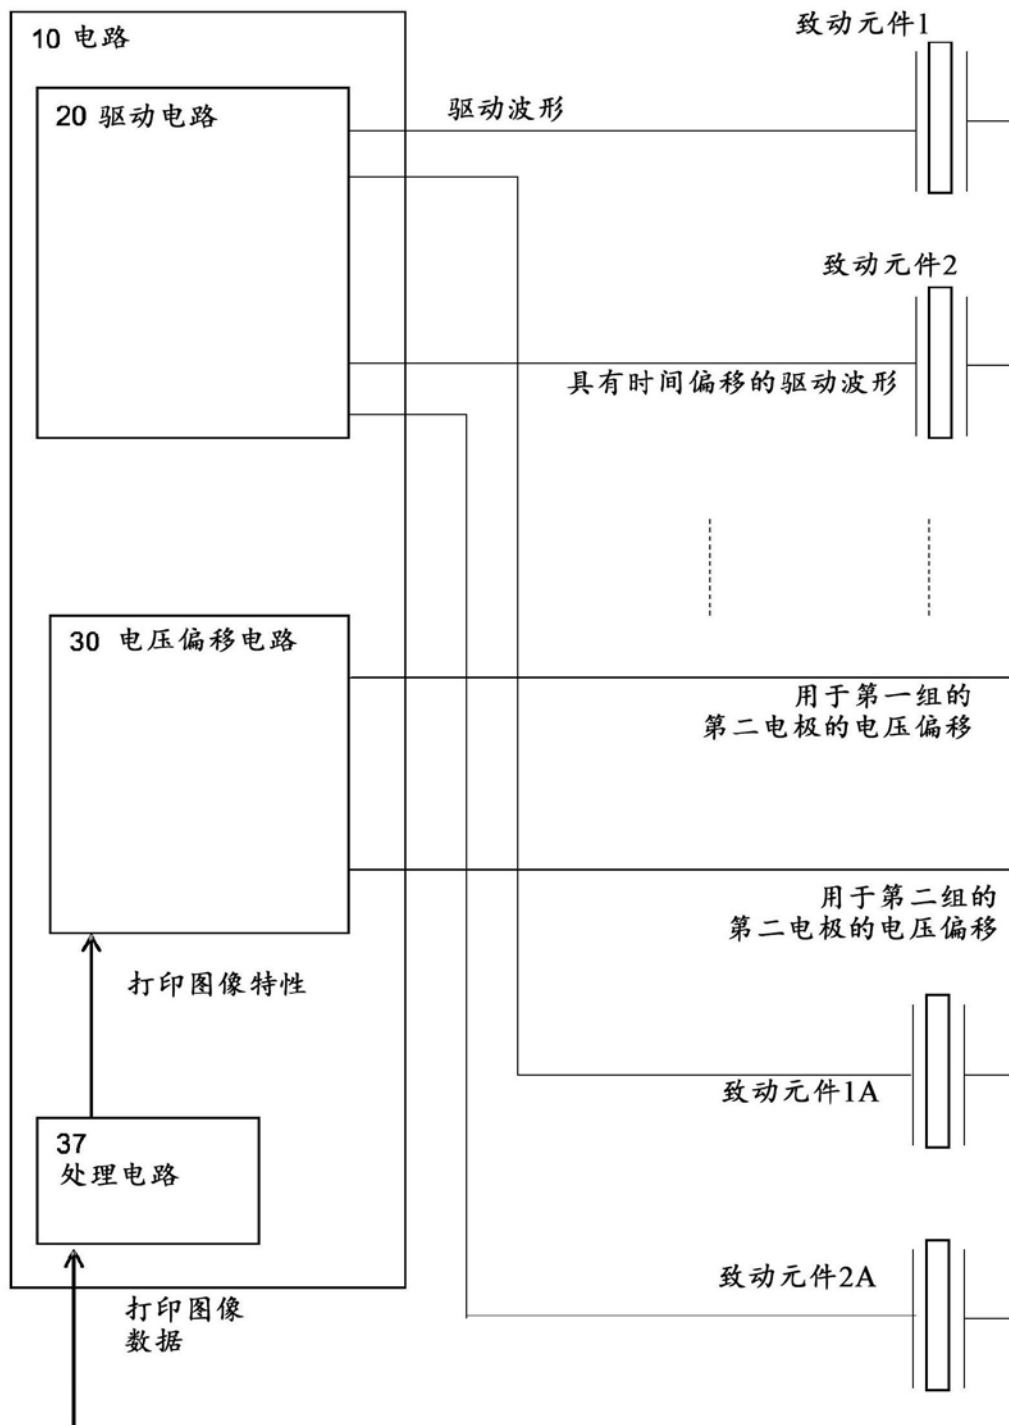 致动元件1
10 电路
20 驱动电路
驱动波形
致动元件2
具有时间偏移的驱动波形
30 电压偏移电路
用于第一组的
第二电极的电压偏移
用于第二组的
第二电极的电压偏移
打印图像特性
致动元件1A
37
处理电路
致动元件2A
打印图像
数据